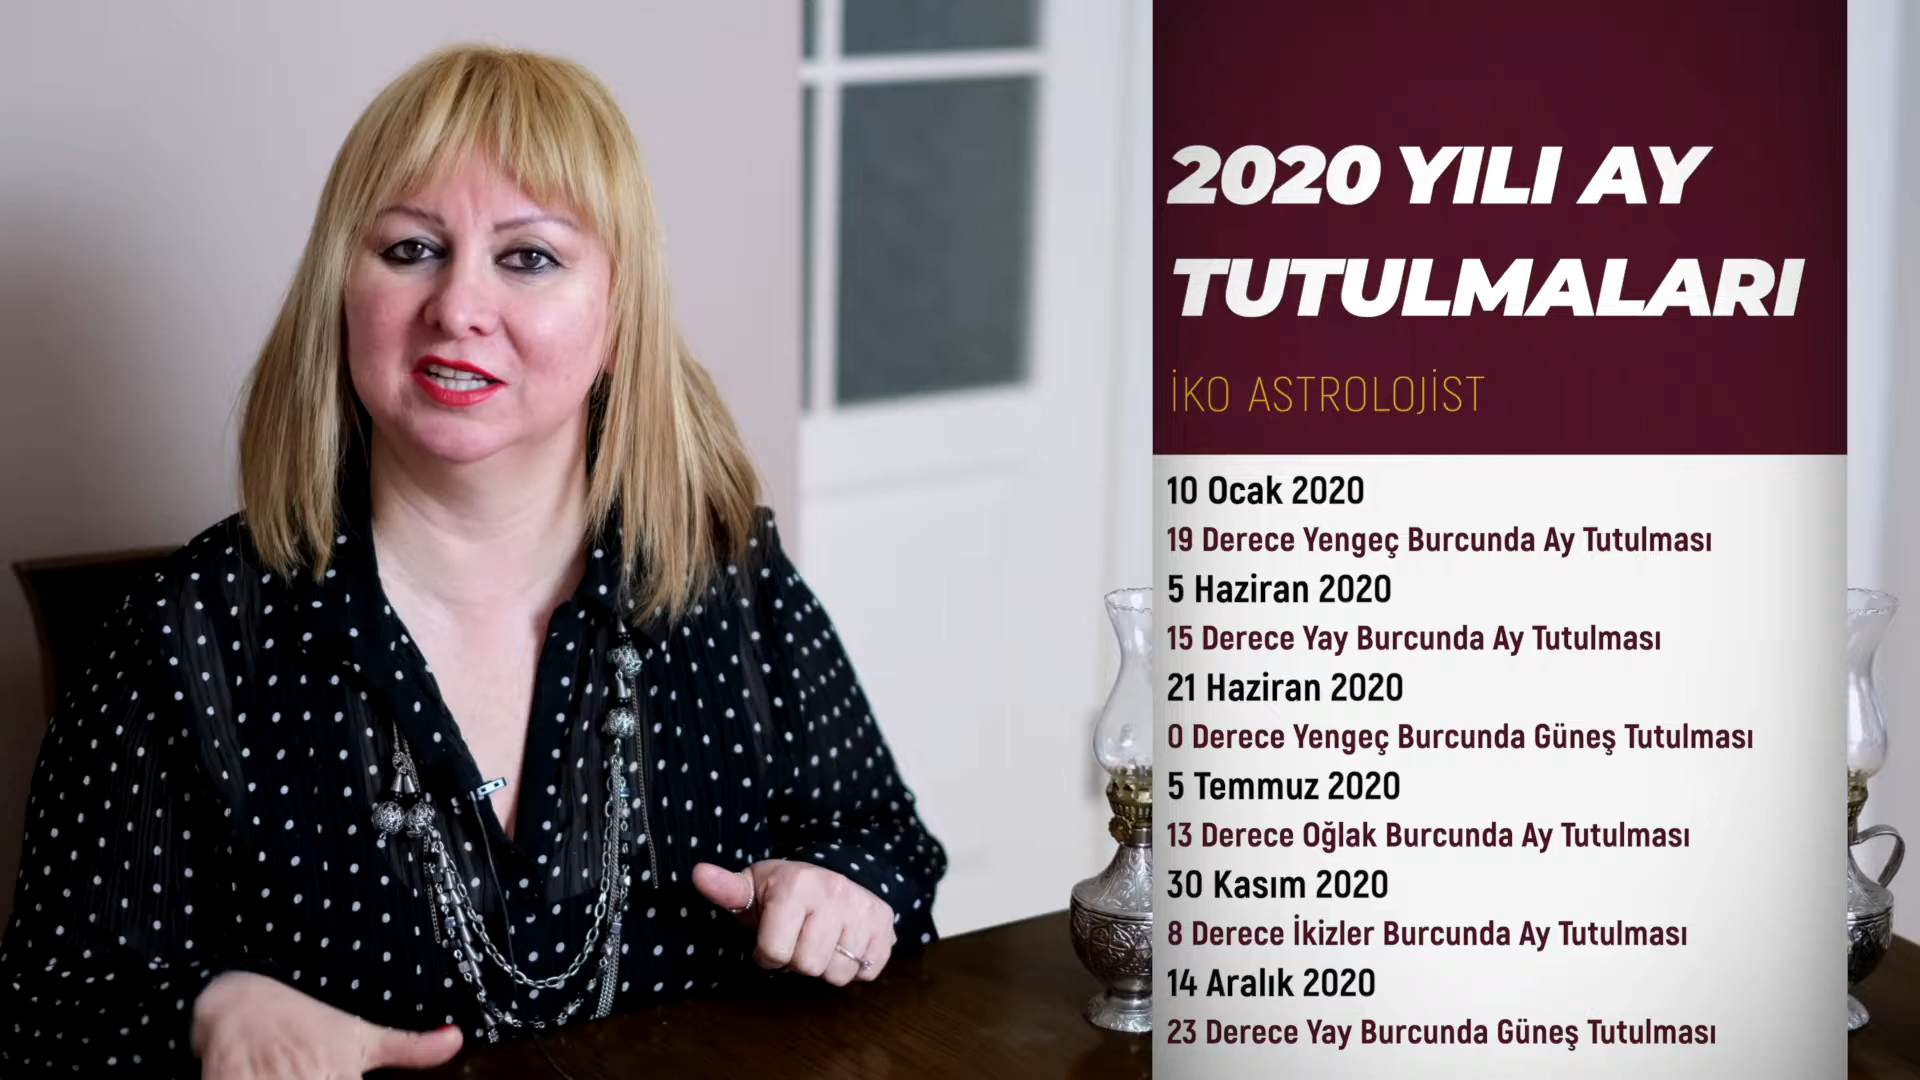 2020 YILI AY
TUTULMALARI
İKO ASTROLOJİST
10 Ocak 2020
19 Derece Yengeç Burcunda Ay Tutulması
5 Haziran 2020
15 Derece Yay Burcunda Ay Tutulması
21 Haziran 2020
0 Derece Yengeç Burcunda Güneş Tutulması
5 Temmuz 2020
13 Derece Oğlak Burcunda Ay Tutulması
30 Kasım 2020
8 Derece İkizler Burcunda Ay Tutulması
14 Aralık 2020
23 Derece Yay Burcunda Güneş Tutulması